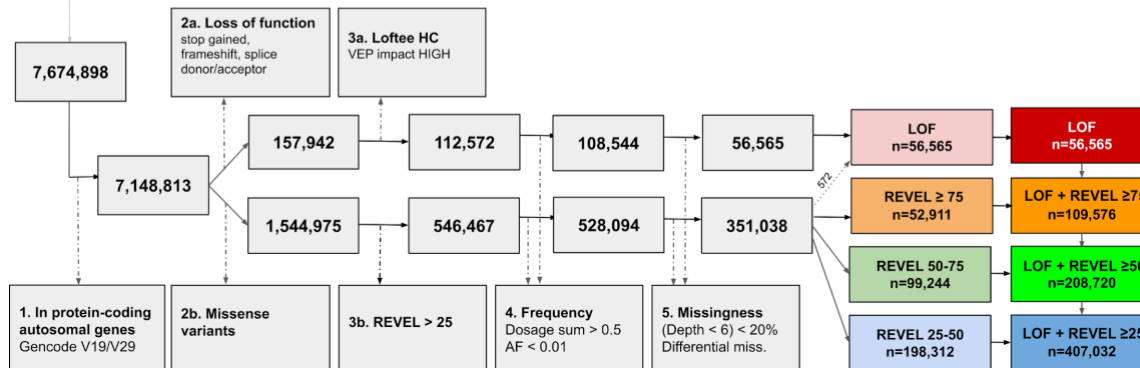 2a. Loss of function
stop gained,
frameshift, splice
donor/acceptor
3a. Loftee HC
VEP impact HIGH
7,674,898
157,942
112,572
108,544
56,565
LOF
n=56,565
LOF
n=56,565
572
7,148,813
REVEL ≥ 75
n=52,911
LOF + REVEL ≥75
n=109,576
1,544,975
546,467
528,094
351,038
REVEL 50-75
n=99,244
LOF + REVEL ≥50
n=208,720
1. In protein-coding
autosomal genes
Gencode V19/V29
2b. Missense
variants
3b. REVEL > 25
4. Frequency
Dosage sum > 0.5
AF < 0.01
5. Missingness
(Depth < 6) < 20%
Differential miss.
REVEL 25-50
n=198,312
LOF + REVEL ≥25
n=407,032